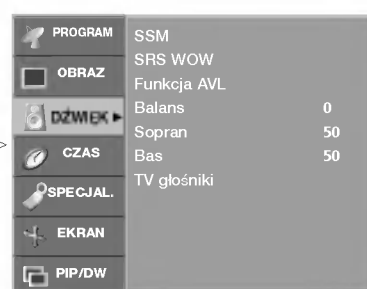 PROGRAM
OBRAZ
DŹWIĘK
CZAS
SPECJAL.
EKRAN
PIP/DW
SSM
SRS WOW
Funkcja AVL
Balans 0
Sopran 50
Bas 50
TV głośniki